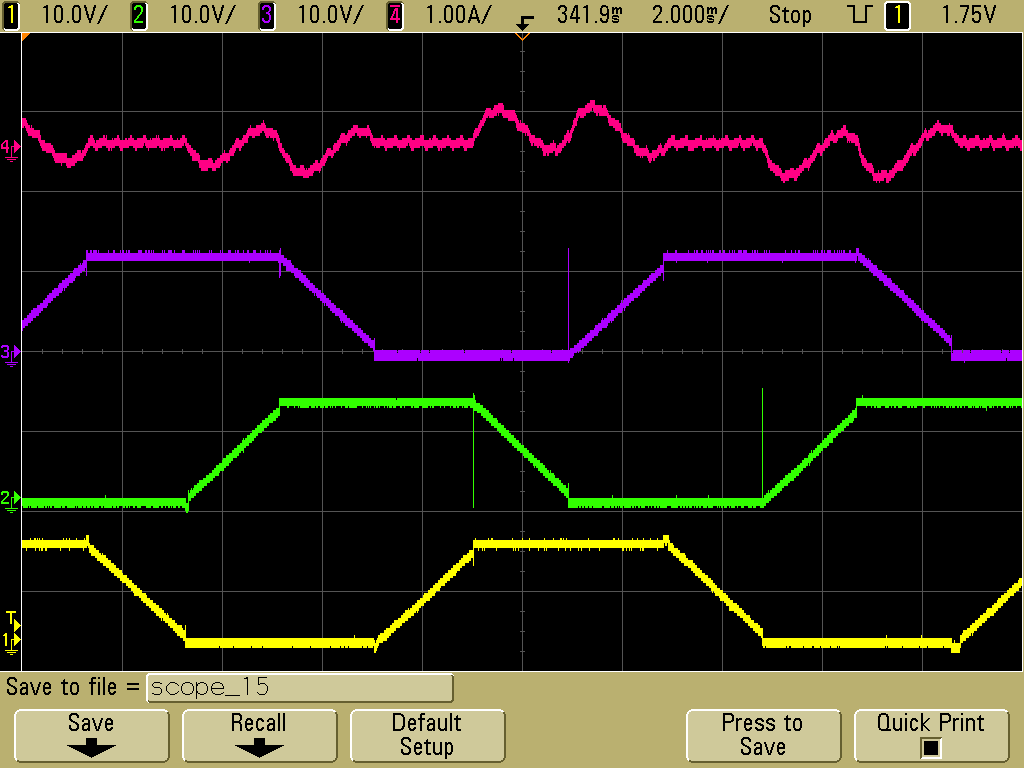 1 10.0V/ 2 10.0V/ 3 10.0V/ 4 1.00A/ 341.9ms 2.000ms/ Stop 1 1.75V
4
3
2
T
1
Save to file = scope_15
Save Recall Default Setup Press to Save Quick Print